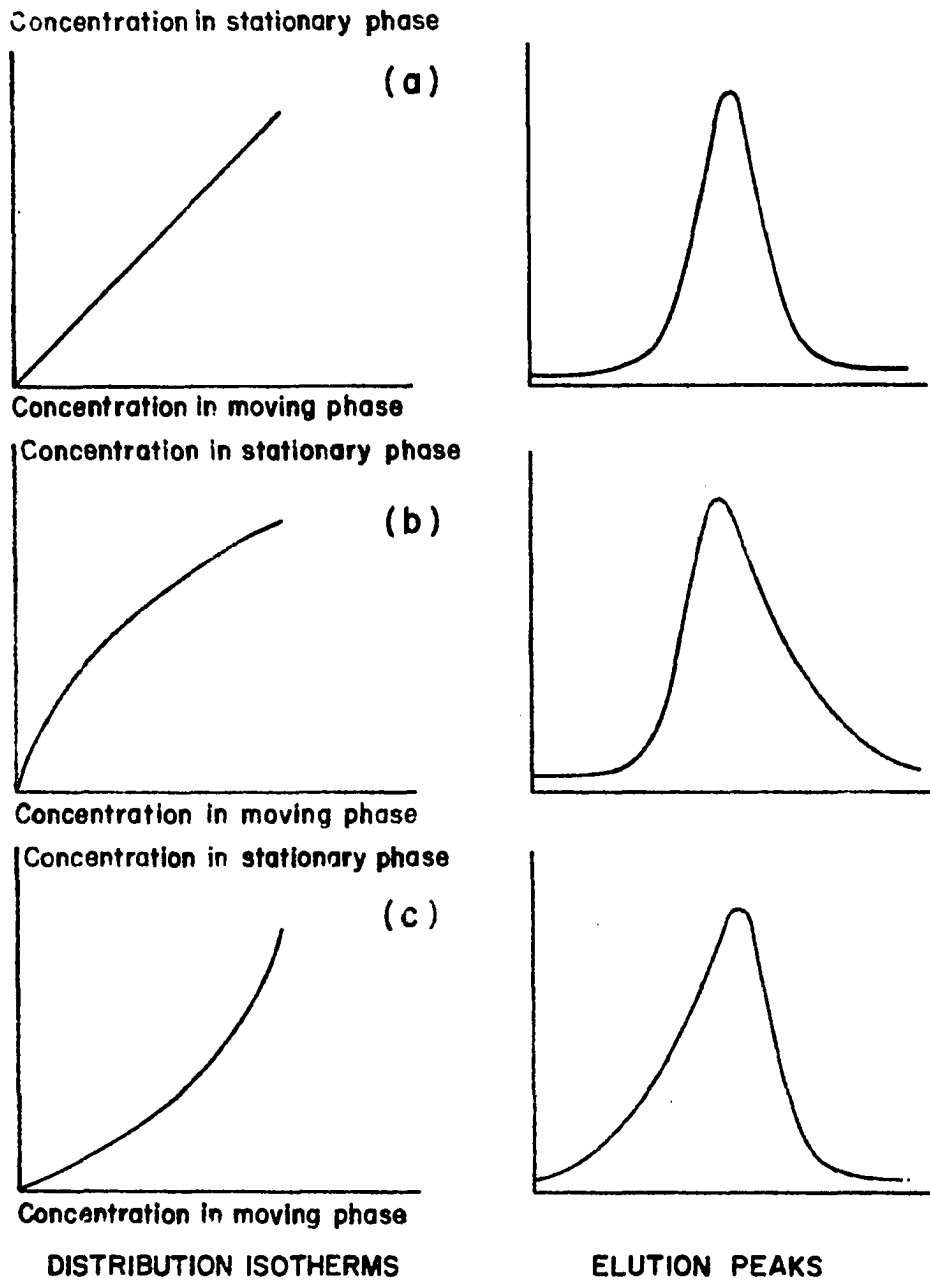 Concentration in stationary phase
(a)
Concentration in moving phase
Concentration in stationary phase
(b)
Concentration in moving phase
Concentration in stationary phase
(c)
Concentration in moving phase
DISTRIBUTION ISOTHERMS
ELUTION PEAKS